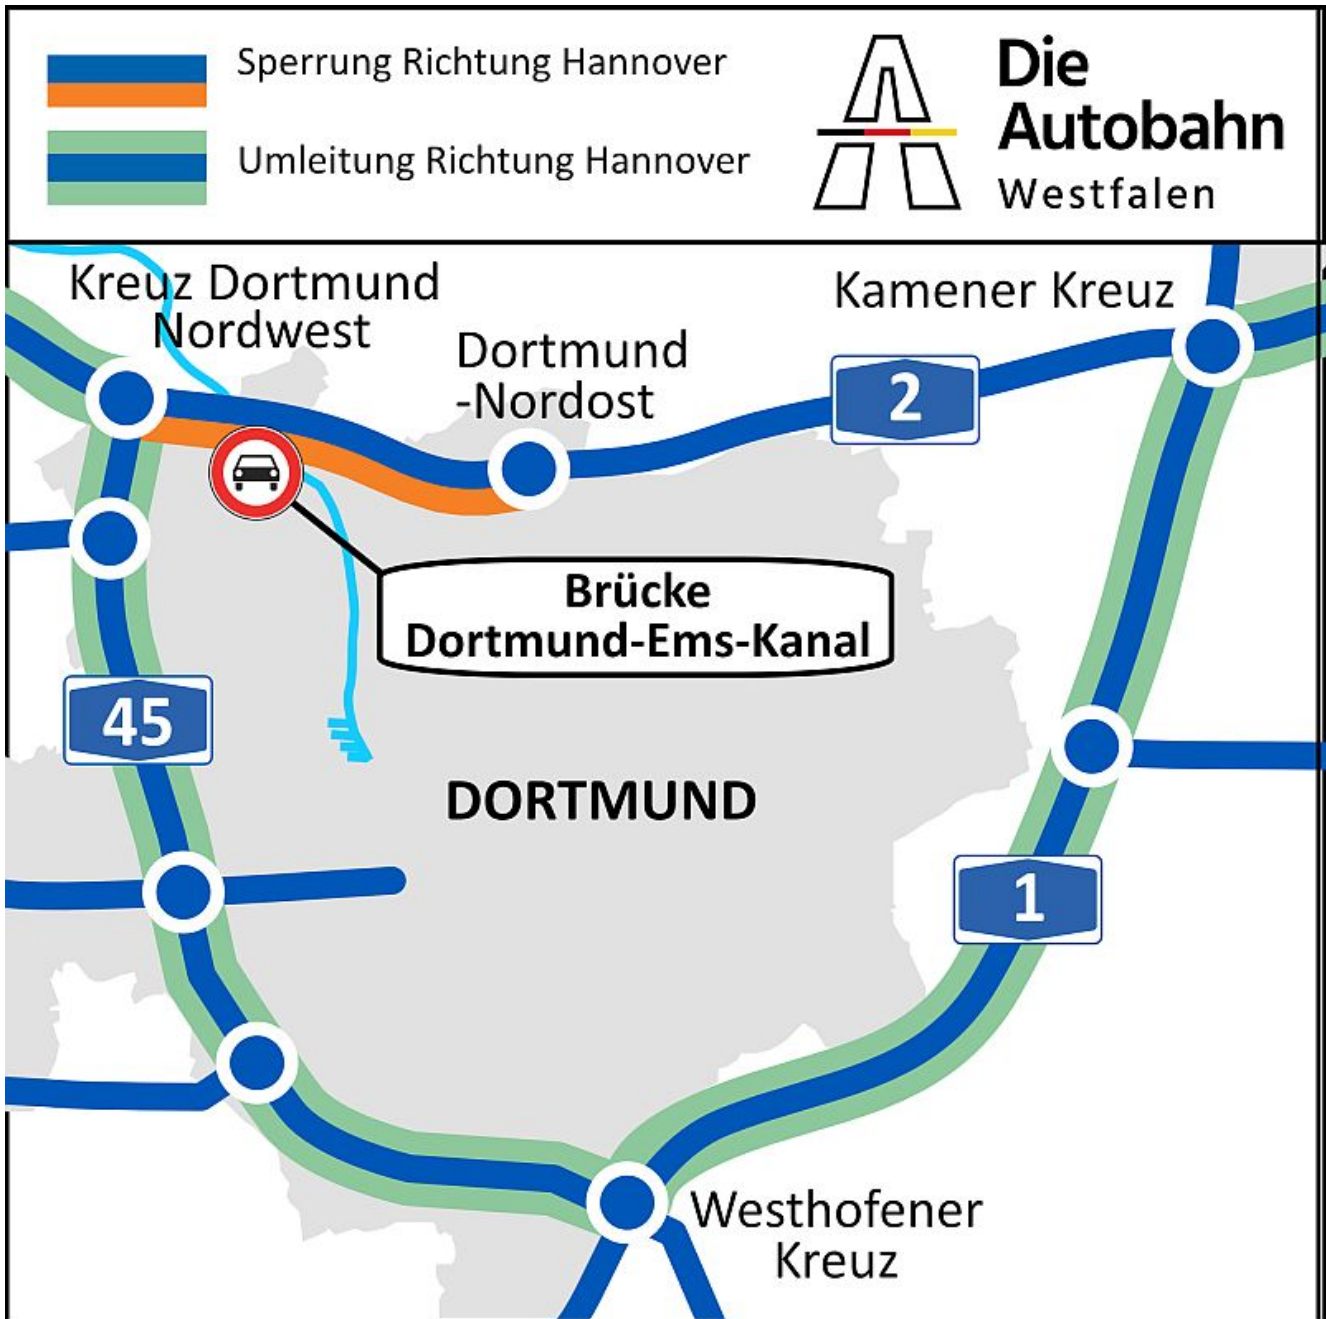 Sperrung Richtung Hannover
Umleitung Richtung Hannover
Die
Autobahn
Westfalen
Kreuz Dortmund
Nordwest
Dortmund
-Nordost
Kamener Kreuz
2
Brücke
Dortmund-Ems-Kanal
45
DORTMUND
1
Westhofener
Kreuz